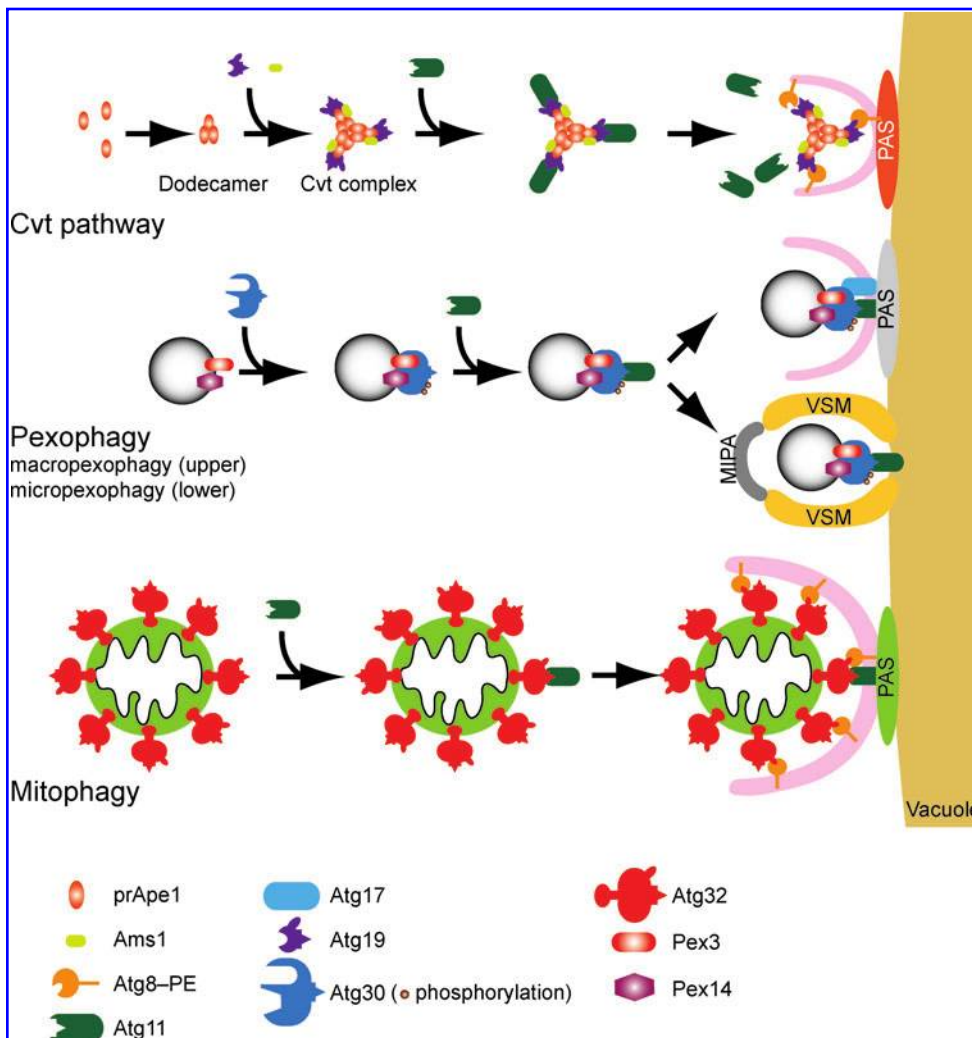 Dodecamer
Cvt complex
PAS
Cvt pathway
PAS
Pexophagy
macropexophagy (upper)
micropexophagy (lower)
VSM
MIPA
VSM
PAS
Mitophagy
Vacuole
prApe1
Ams1
Atg8–PE
Atg11
Atg17
Atg19
Atg30 ( phosphorylation)
Atg32
Pex3
Pex14